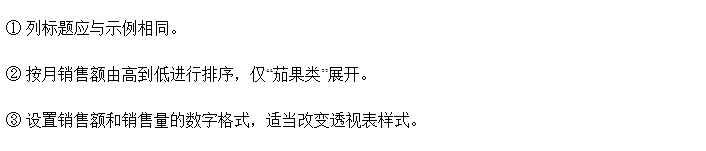 ① 列标题应与示例相同。
② 按月销售额由高到低进行排序，仅“茄果类”展开。
③ 设置销售额和销售量的数字格式，适当改变透视表样式。